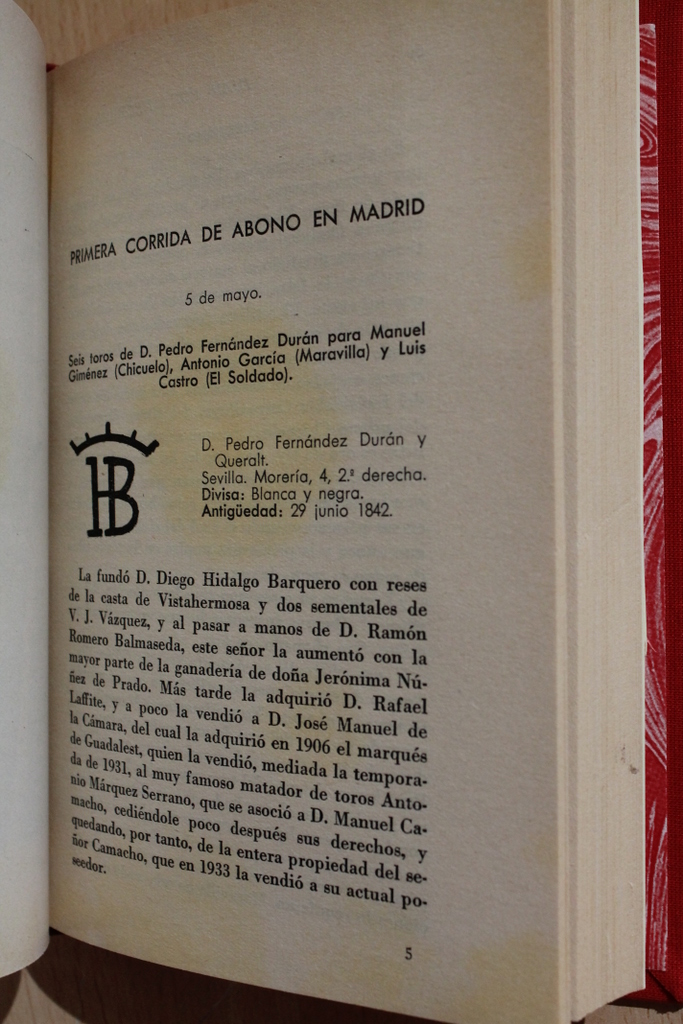 PRIMERA CORRIDA DE ABONO EN MADRID
5 de mayo.
Seis toros de D. Pedro Fernández Durán para Manuel
Giménez (Chicuelo), Antonio García (Maravilla) y Luis
Castro (El Soldado).
HB
D. Pedro Fernández Durán y
Queralt.
Sevilla. Morería, 4, 2.ª derecha.
Divisa: Blanca y negra.
Antigüedad: 29 junio 1842.
La fundó D. Diego Hidalgo Barquero con reses
de la casta de Vistahermosa y dos sementales de
V. J. Vázquez, y al pasar a manos de D. Ramón
Romero Balmaseda, este señor la aumentó con la
mayor parte de la ganadería de doña Jerónima Nú-
ñez de Prado. Más tarde la adquirió D. Rafael
Laffite, y a poco la vendió a D. José Manuel de
la Cámara, del cual la adquirió en 1906 el marqués
de Guadalest, quien la vendió, mediada la tempora-
da de 1931, al muy famoso matador de toros Anto-
nio Márquez Serrano, que se asoció a D. Manuel Ca-
macho, cediéndole poco después sus derechos, y
quedando, por tanto, de la entera propiedad del se-
ñor Camacho, que en 1933 la vendió a su actual po-
seedor.
5